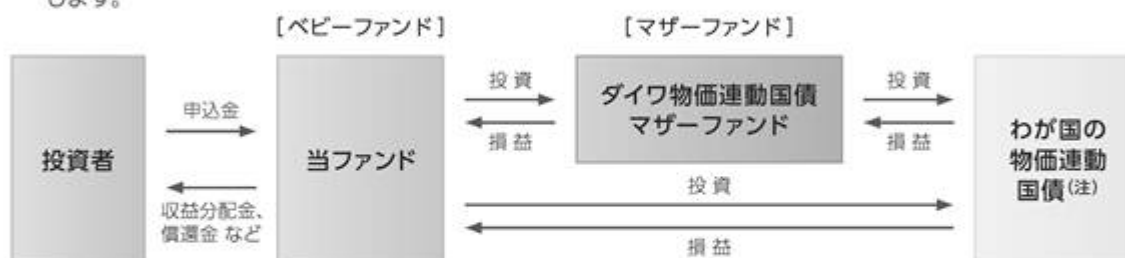 します。
[ベビーファンド]
[マザーファンド]
投資者
申込金
収益分配金、
償還金 など
当ファンド
投 資
損 益
ダイワ物価連動国債
マザーファンド
投 資
損 益
投 資
損 益
わが国の
物価連動
国債(注)